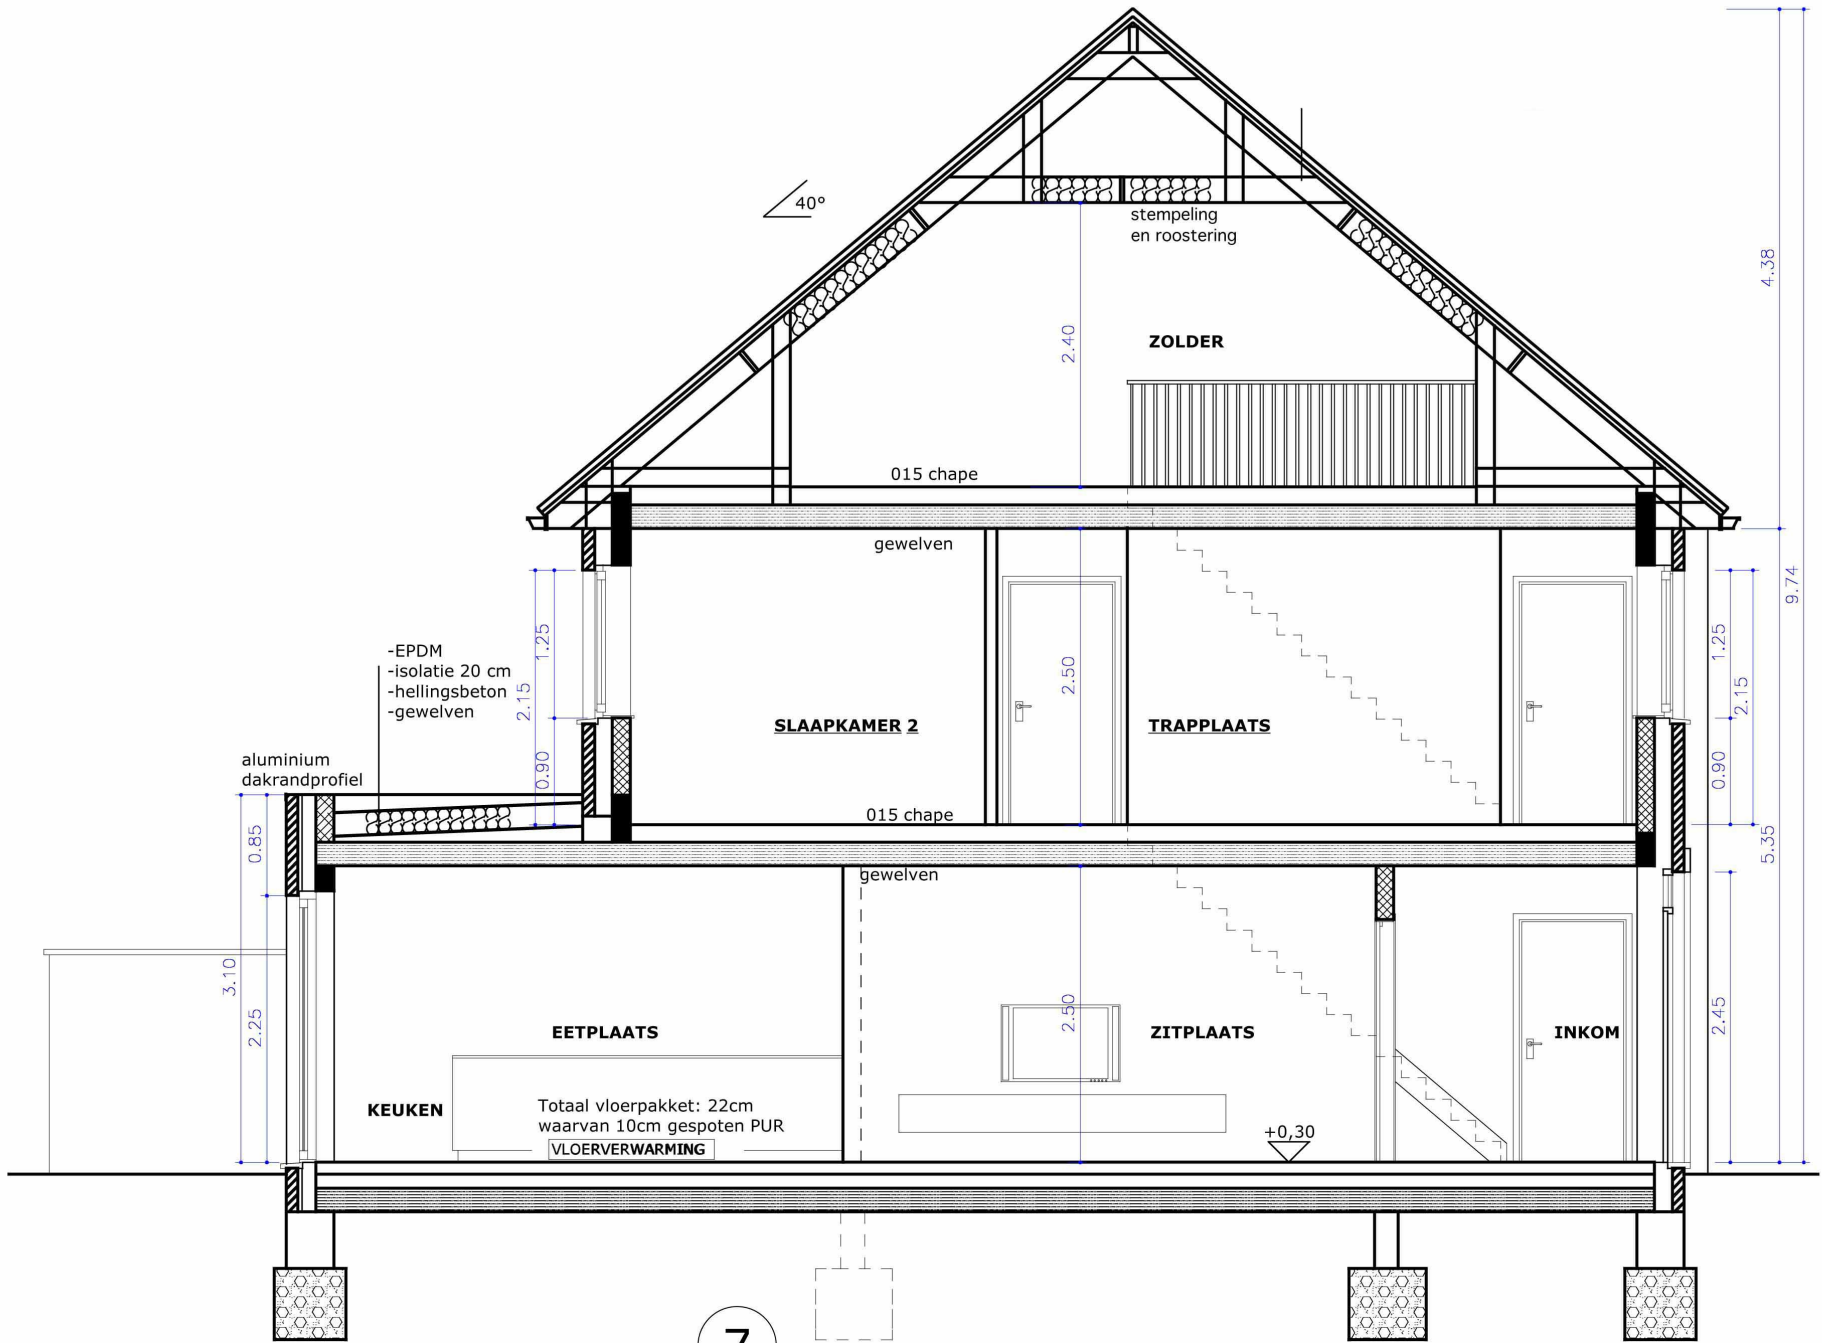 40°
stempeling
en roostering
4.38
2.40
ZOLDER
015 chape
gewelven
9.74
1.25
2.15
0.90
-EPDM
-isolatie 20 cm
-hellingsbeton
-gewelven
2.50
SLAAPKAMER 2
TRAPPLAATS
1.25
2.15
0.90
aluminium
dakrandprofiel
015 chape
5.35
0.85
gewelven
3.10
2.25
2.50
2.45
EETPLAATS
ZITPLAATS
INKOM
KEUKEN
Totaal vloerpakket: 22cm
waarvan 10cm gespoten PUR
VLOERVERWARMING
+0,30